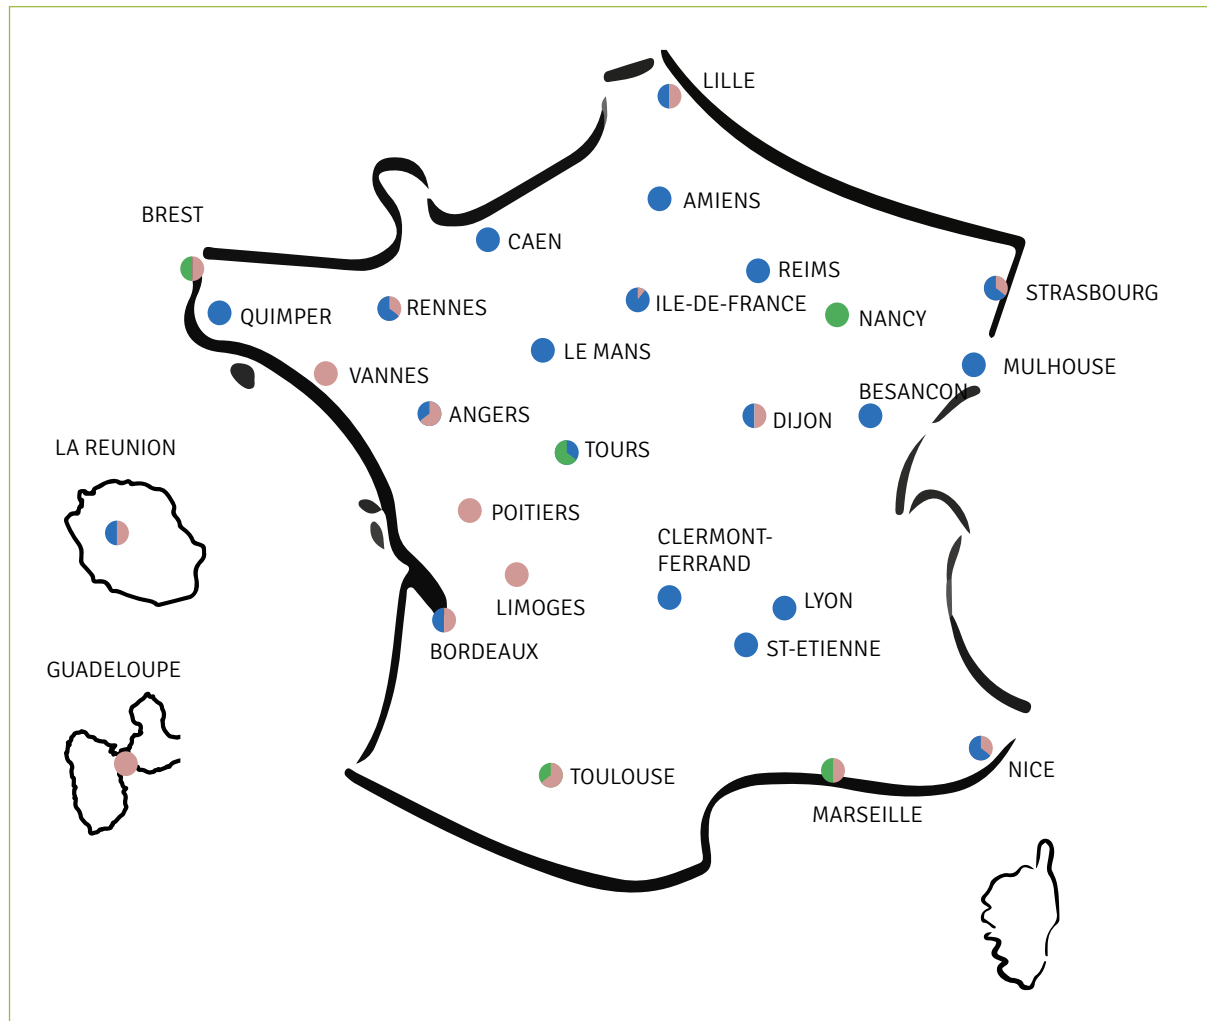 LILLE
AMIENS
BREST
CAEN
REIMS
STRASBOURG
ILE-DE-FRANCE
RENNES
QUIMPER
NANCY
LE MANS
MULHOUSE
VANNES
BESANCON
ANGERS
DIJON
TOURS
LA REUNION
POITIERS
CLERMONT-
FERRAND
LYON
LIMOGES
ST-ETIENNE
BORDEAUX
GUADELOUPE
NICE
TOULOUSE
MARSEILLE